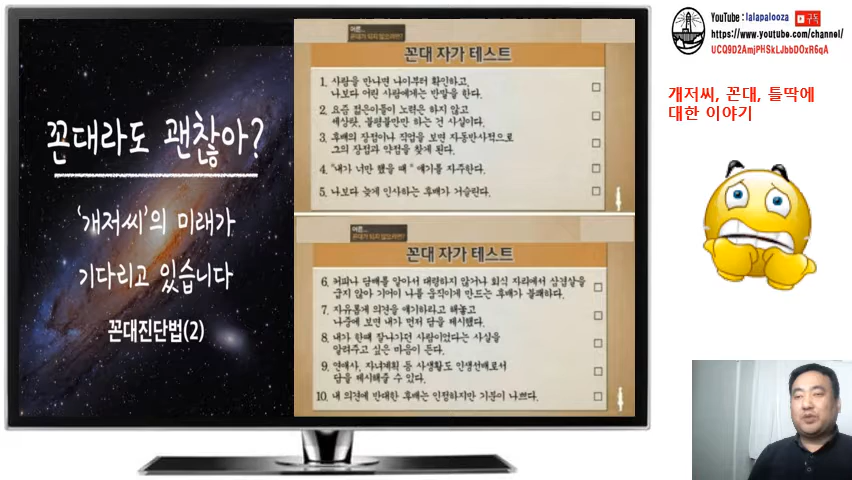 꼰대라도 괜찮아?
'개저씨'의 미래가
기다리고 있습니다
꼰대진단법(2)
꼰대 자가 테스트
1. 사람을 만나면 나이부터 확인하고,
나보다 어린 사람에게는 반말을 한다.
2. 요즘 젊은이들이 노력은 하지 않고
세상탓, 불평불만만 하는 건 사실이다.
3. 후배의 장점이나 작업을 보면 자동반사적으로
그의 장점과 약점을 찾게 된다.
4. "내가 너만 했을 때" 얘기를 자주한다.
5. 나보다 늦게 인사하는 후배가 거슬린다.
꼰대 자가 테스트
6. 커피나 담배를 알아서 대령하지 않거나 회식 자리에서 삼겹살을
굽지 않아 기어이 나를 움직이게 만드는 후배가 불쾌하다.
7. 자유롭게 의견을 얘기하라고 해놓고
나중에 보면 내가 먼저 답을 제시했다.
8. 내가 한때 잘나가던 사람이었다는 사실을
알려주고 싶은 마음이 든다.
9. 연애사, 자녀계획 등 사생활도 인생선배로서
답을 제시해줄 수 있다.
10. 내 의견에 반대한 후배는 인정하지만 기분이 나쁘다.
YouTube : lalapalooza 구독
https://www.youtube.com/channel/
UCQ9D2AmjPHSkLJbbDOxR6qA
개저씨, 꼰대, 틀딱에
대한 이야기